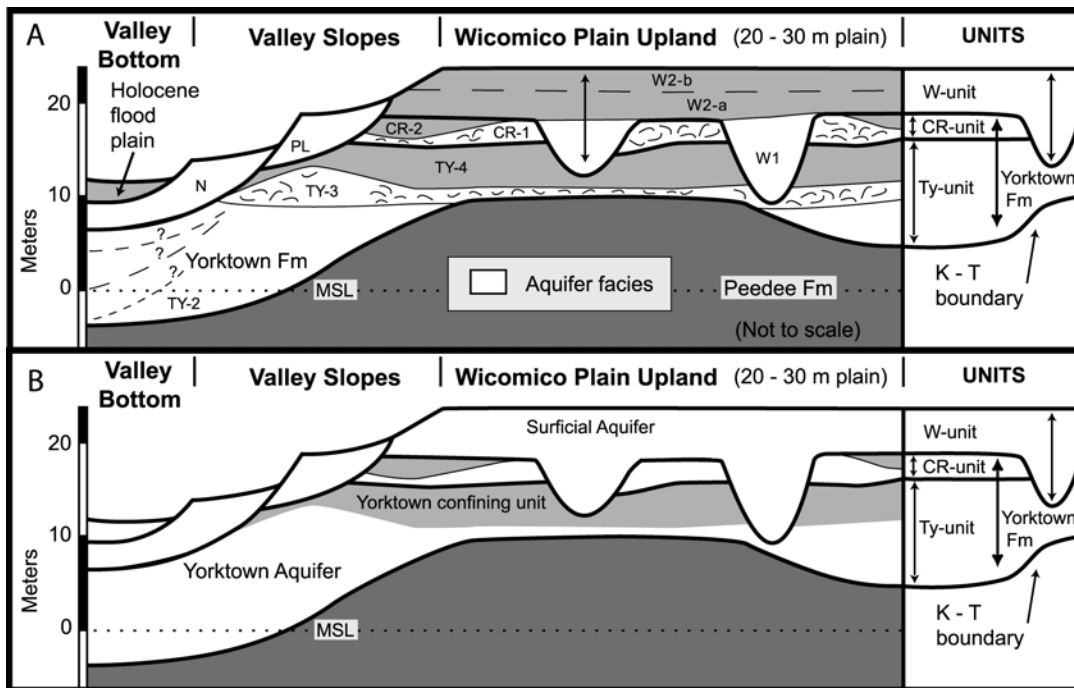 A
Valley
Bottom
Valley Slopes
Wicomico Plain Upland (20 - 30 m plain)
UNITS
Holocene
flood
plain
20
10
0
Meters
W2-b
W2-a
CR-2
CR-1
PL
N
TY-4
TY-3
W1
?
?
?
Yorktown Fm
TY-2
MSL
Aquifer facies
Peedee Fm
(Not to scale)
W-unit
CR-unit
Ty-unit
Yorktown
Fm
K - T
boundary
B
Valley
Bottom
Valley Slopes
Wicomico Plain Upland (20 - 30 m plain)
UNITS
20
10
0
Meters
Surficial Aquifer
Yorktown confining unit
Yorktown Aquifer
MSL
W-unit
CR-unit
Ty-unit
Yorktown
Fm
K - T
boundary